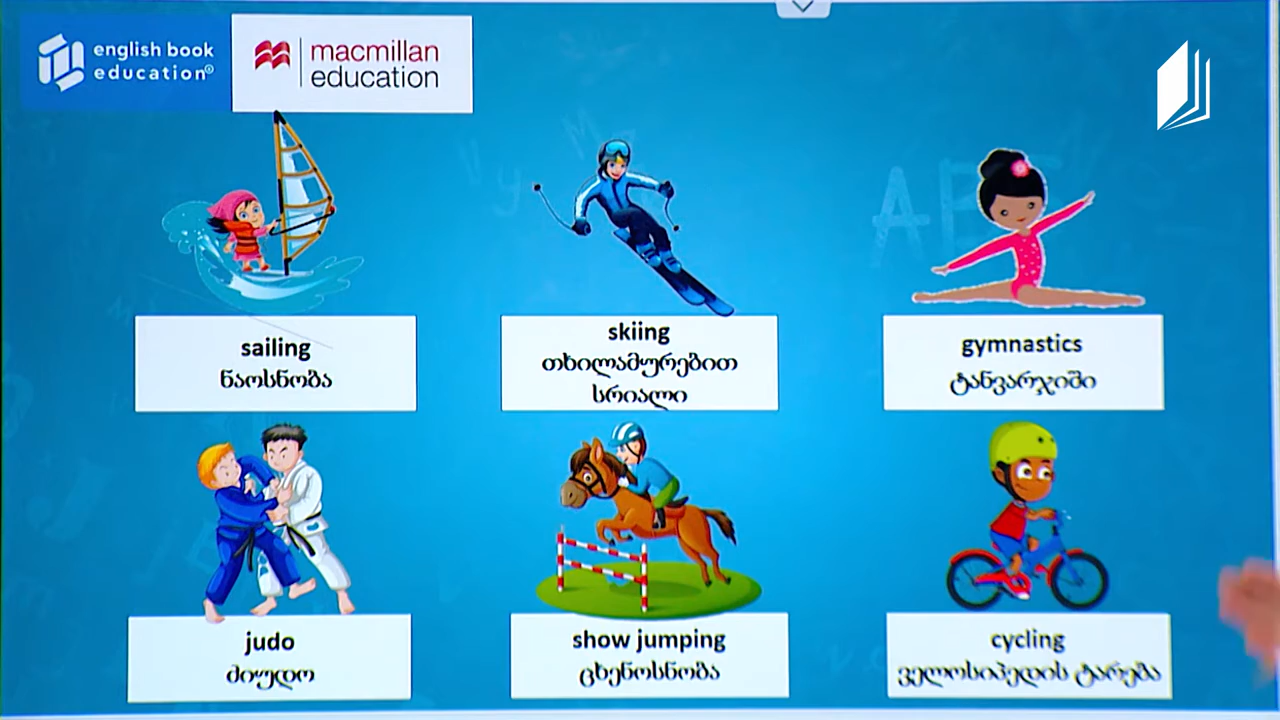 english book
education
macmillan
education
sailing
ნაოსნობა
skiing
თხილამურებით
სრიალი
gymnastics
ტანვარჯიში
judo
ძიუდო
show jumping
ცხენოსნობა
cycling
ველოსიპედის ტარება